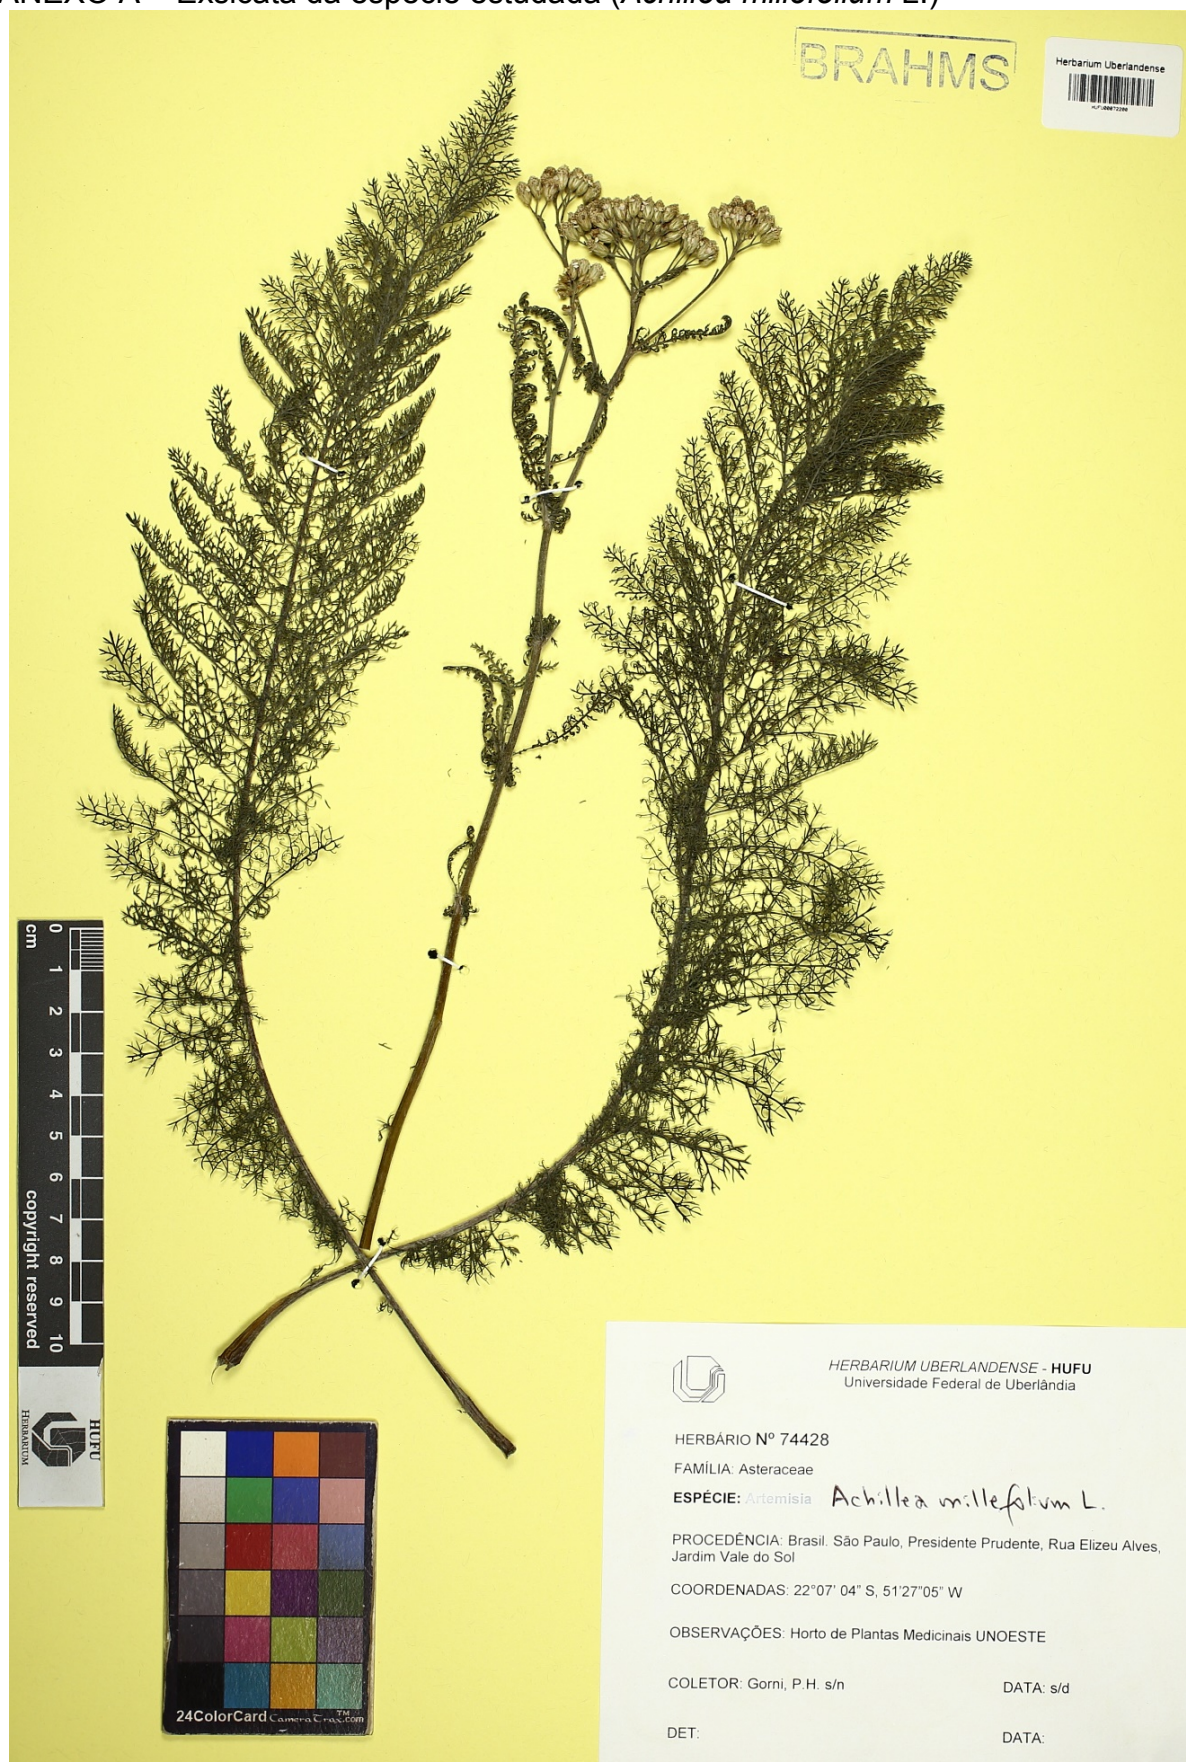 ANEXO A – Exsicata da espécie estudada (Achillea millefolium L.)
BRAHMS
Herbarium Uberlandense
0 1 2 3 4 5 6 7 8 9 10
cm
copyright reserved
HUFU
HERBARIUM
24ColorCard CameraTrax.com
TM
HERBARIUM UBERLANDENSE - HUFU
Universidade Federal de Uberlândia
HERBÁRIO Nº 74428
FAMÍLIA: Asteraceae
ESPÉCIE: Artemisia Achillea millefolium L.
PROCEDÊNCIA: Brasil. São Paulo, Presidente Prudente, Rua Elizeu Alves,
Jardim Vale do Sol
COORDENADAS: 22°07' 04" S, 51'27"05" W
OBSERVAÇÕES: Horto de Plantas Medicinais UNOESTE
COLETOR: Gorni, P.H. s/n DATA: s/d
DET: DATA: